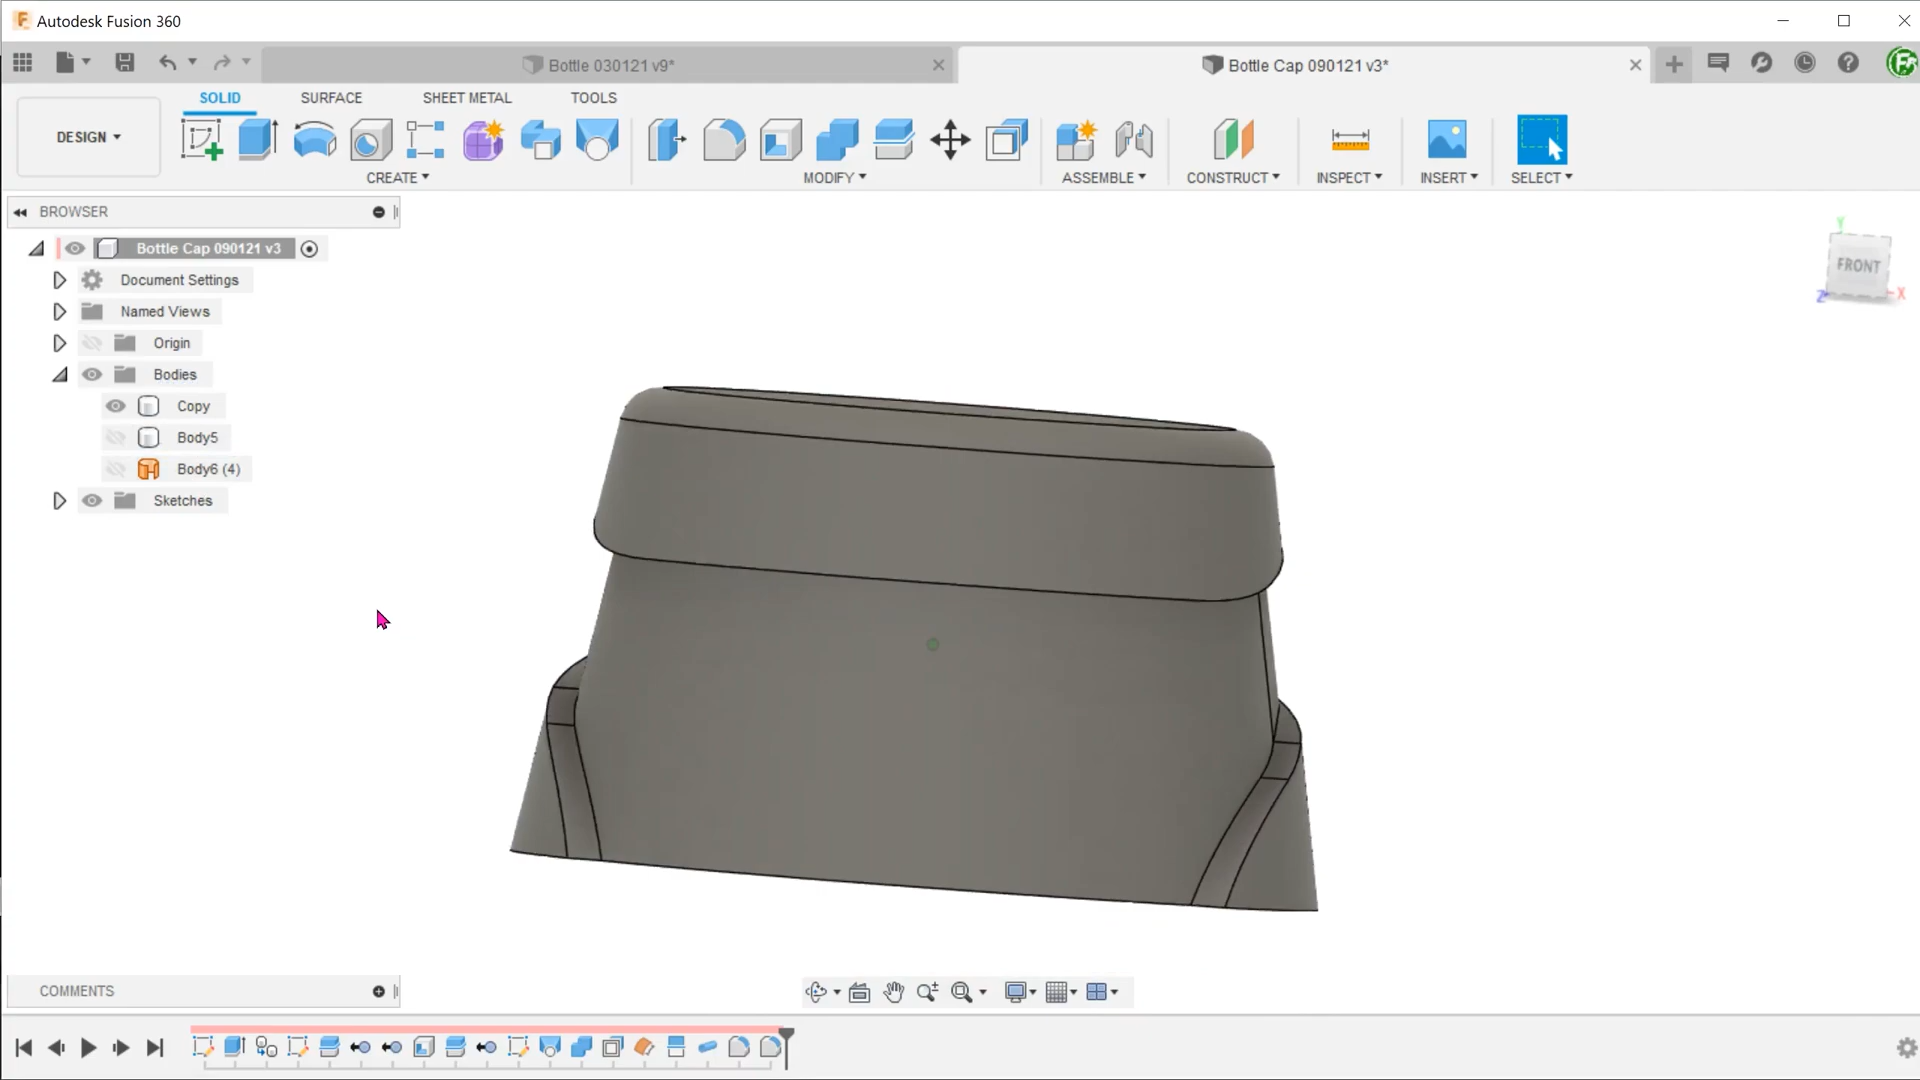 Autodesk Fusion 360
Bottle 030121 v9*
Bottle Cap 090121 v3*
SOLID
SURFACE
SHEET METAL
TOOLS
DESIGN
CREATE
MODIFY
ASSEMBLE
CONSTRUCT
INSPECT
INSERT
SELECT
BROWSER
Bottle Cap 090121 v3
Document Settings
Named Views
Origin
Bodies
Copy
Body5
Body6 (4)
Sketches
Y
FRONT
Z
X
COMMENTS